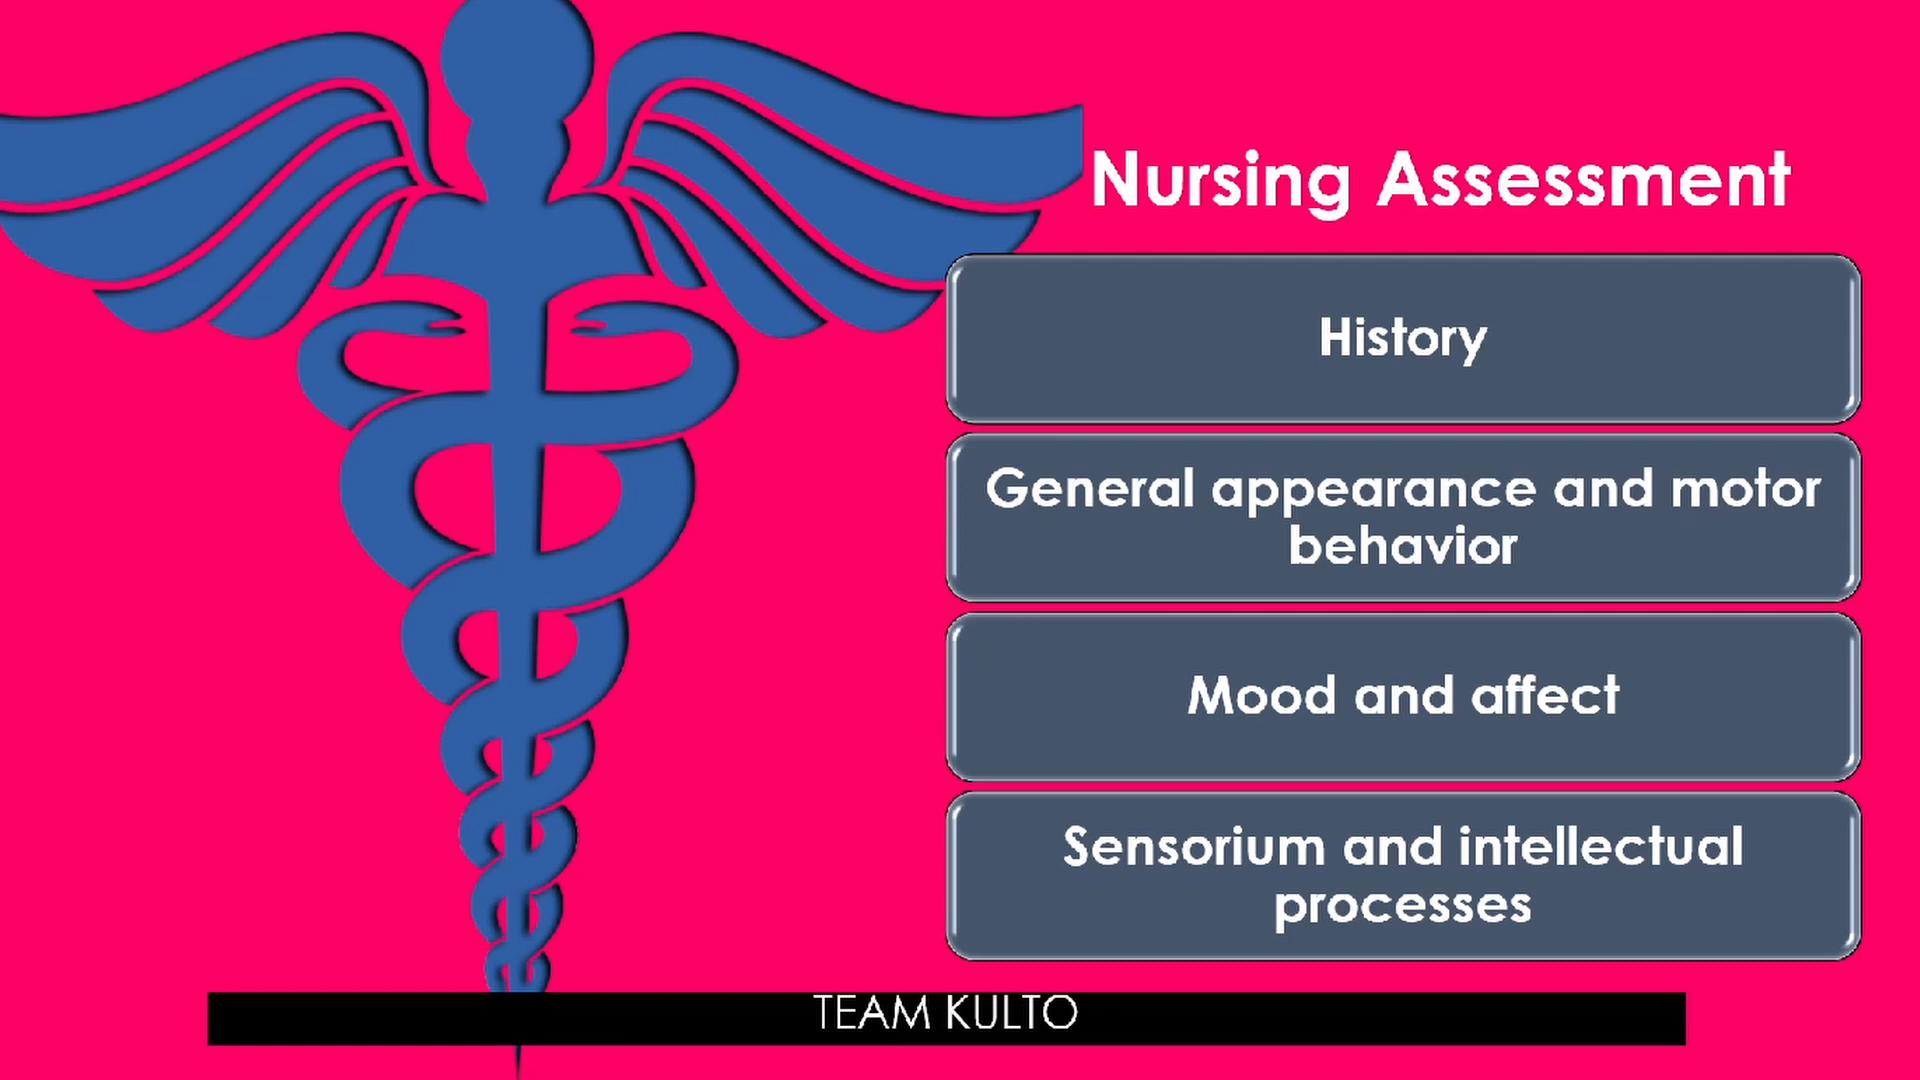 Nursing Assessment
History
General appearance and motor
behavior
Mood and affect
Sensorium and intellectual
processes
TEAM KULTO